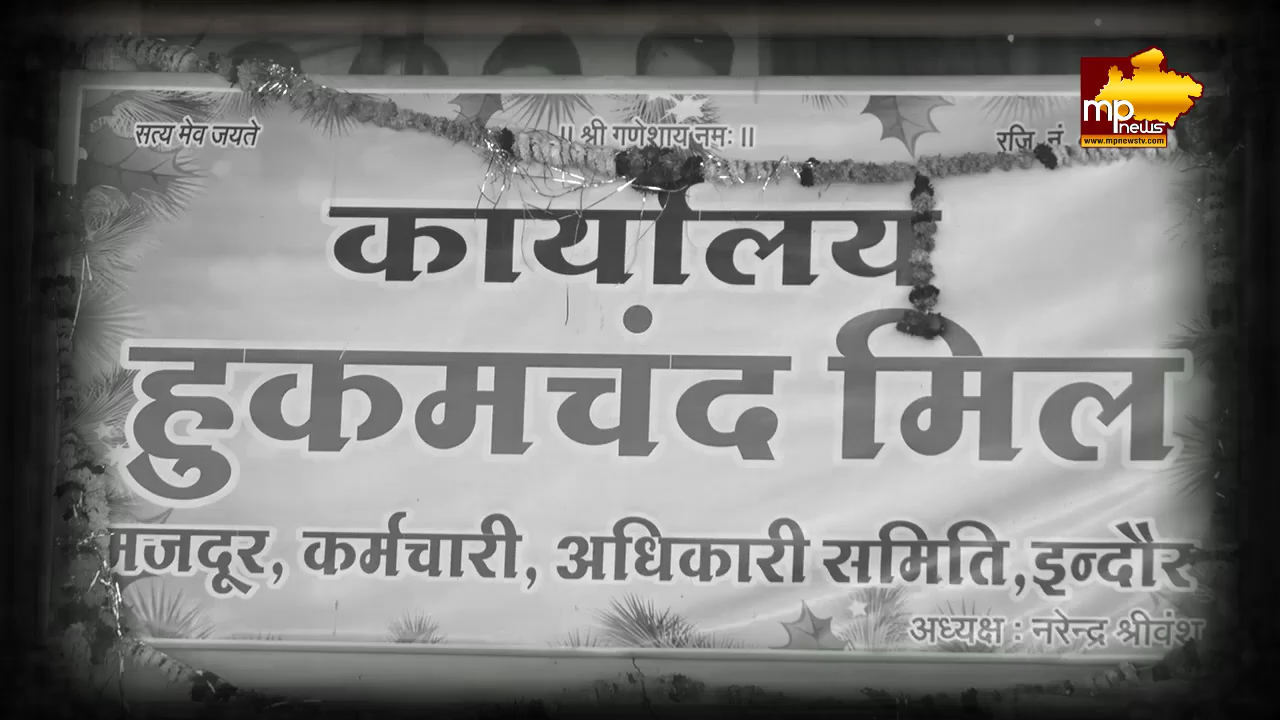 mp news
www.mpnewstv.com
सत्य मेव जयते ॥ श्री गणेशाय नमः ॥ रजि. नं.
कार्यालय
हुकमचंद मिल
मजदूर, कर्मचारी, अधिकारी समिति, इन्दौर
अध्यक्ष : नरेन्द्र श्रीवंश